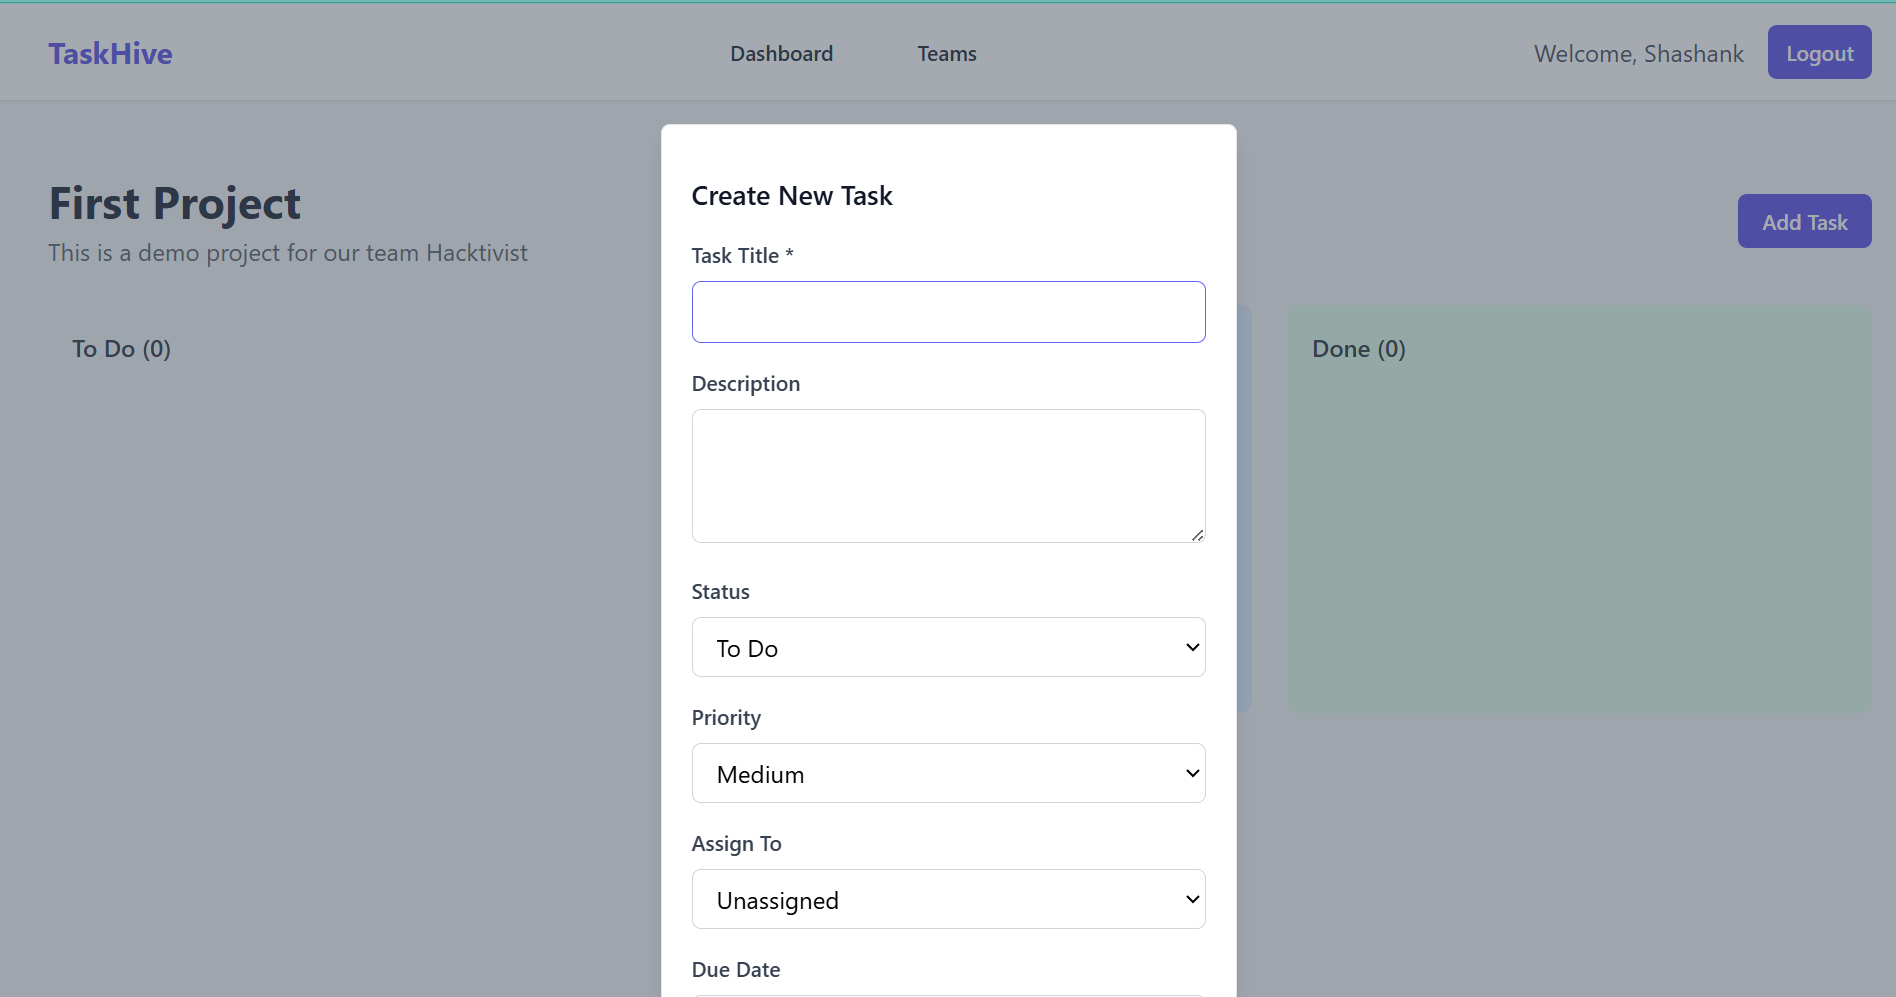 TaskHive
Dashboard
Teams
Welcome, Shashank
Logout
First Project
This is a demo project for our team Hacktivist
Add Task
To Do (0)
Done (0)
Create New Task
Task Title *
Description
Status
To Do
Priority
Medium
Assign To
Unassigned
Due Date